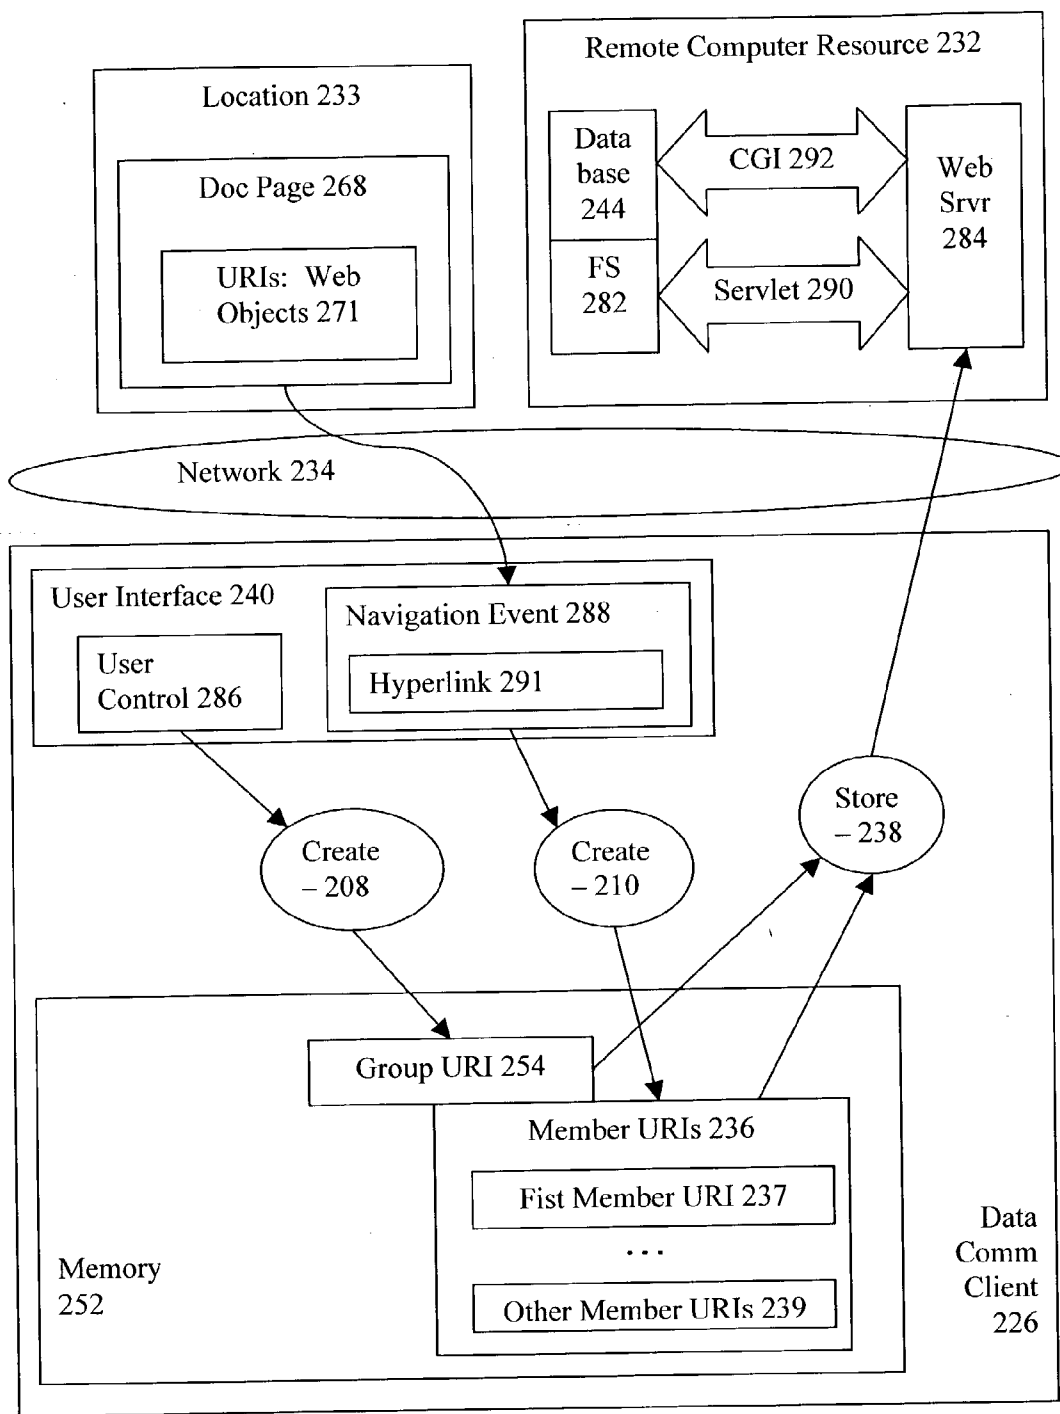 Remote Computer Resource 232
Location 233
Doc Page 268
URIs: Web
Objects 271
Data
base
244
FS
282
CGI 292
Servlet 290
Web
Srvr
284
Network 234
User Interface 240
User
Control 286
Navigation Event 288
Hyperlink 291
Create
– 208
Create
– 210
Store
– 238
Group URI 254
Member URIs 236
Fist Member URI 237
...
Other Member URIs 239
Memory
252
Data
Comm
Client
226